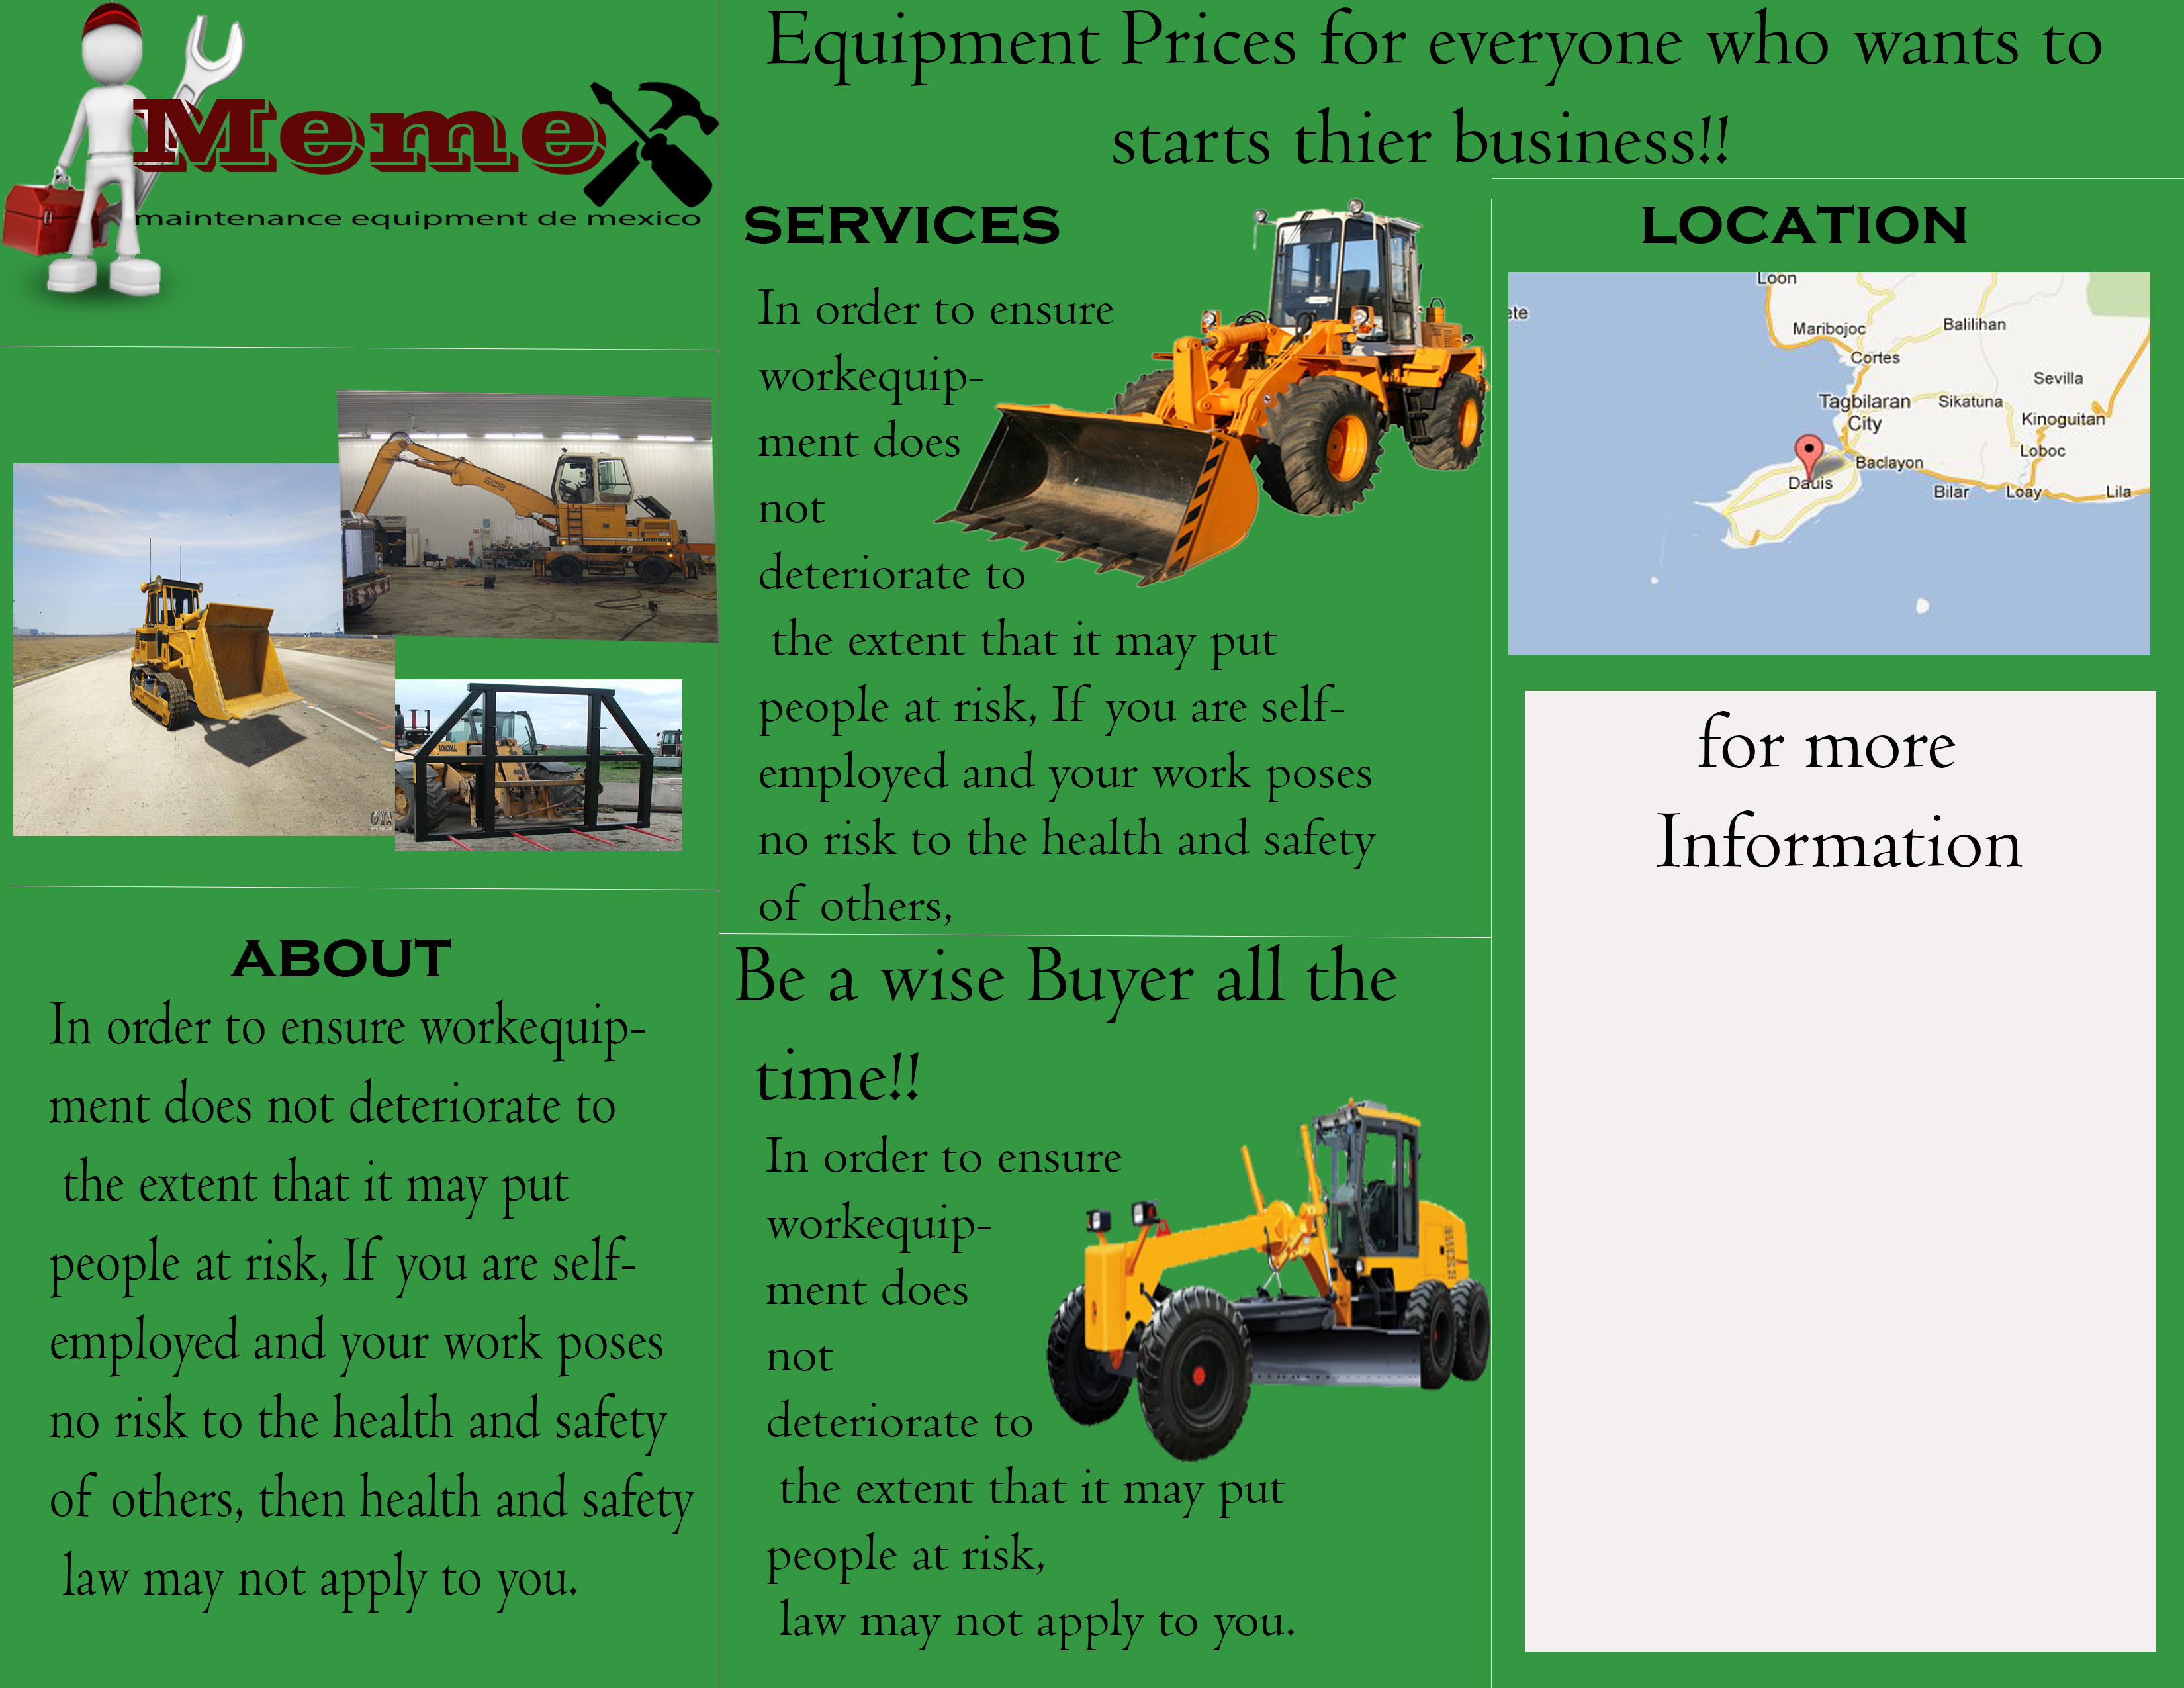 Meme
maintenance equipment de mexico
ABOUT
In order to ensure workequip-
ment does not deteriorate to
the extent that it may put
people at risk, If you are self-
employed and your work poses
no risk to the health and safety
of others, then health and safety
law may not apply to you.
Equipment Prices for everyone who wants to
starts thier business!!
SERVICES
In order to ensure
workequip-
ment does
not
deteriorate to
the extent that it may put
people at risk, If you are self-
employed and your work poses
no risk to the health and safety
of others,
Be a wise Buyer all the
time!!
In order to ensure
workequip-
ment does
not
deteriorate to
the extent that it may put
people at risk,
law may not apply to you.
LOCATION
Loon
ete
Maribojoc
Balilihan
Cortes
Sevilla
Tagbilaran
City
Sikatuna
Kinoguitan
Loboc
Baclayon
Dauis
Bilar
Loay
Lila
for more
Information